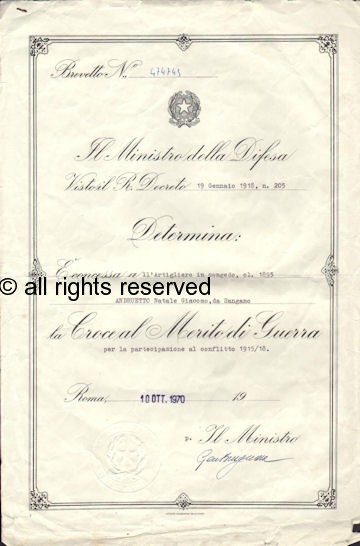 Brevetto N.° 474745
Il Ministro della Difesa
Visto il R. Decreto 19 Gennaio 1918, n. 205
Determina:
È concessa a ll'Artigliere in congedo, cl. 1895
© all rights reserved
ANDRUETTO Natale Giacomo, da Sangano
la Croce al Merito di Guerra
per la partecipazione al conflitto 1915/18.
Roma, 10 OTT. 1970 19
p. Il Ministro